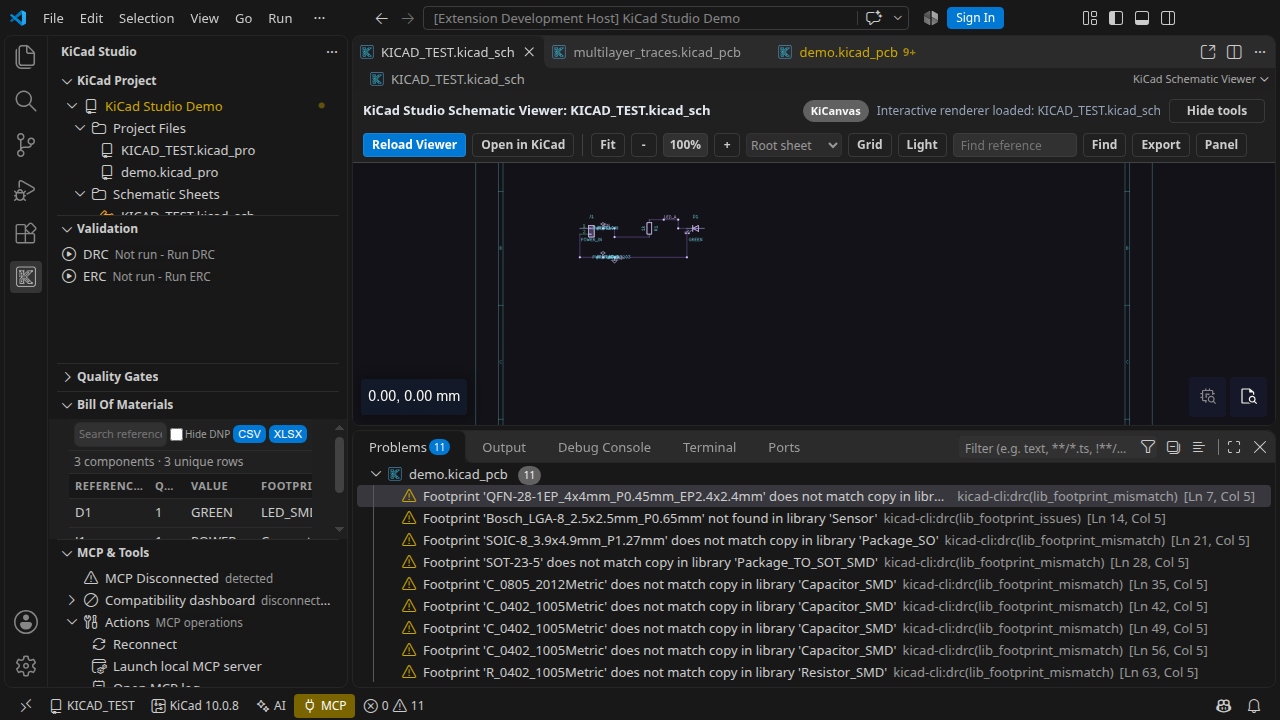 File Edit Selection View Go Run ···
[Extension Development Host] KiCad Studio Demo
Sign In
KiCad Studio
KiCad Project
KiCad Studio Demo
Project Files
KICAD_TEST.kicad_pro
demo.kicad_pro
Schematic Sheets
KICAD_TEST.kicad_sch
Validation
DRC Not run - Run DRC
ERC Not run - Run ERC
Quality Gates
Bill Of Materials
Search reference
Hide DNP
CSV
XLSX
3 components · 3 unique rows
REFERENC... Q... VALUE FOOTPRI
D1 1 GREEN LED_SMI
MCP & Tools
MCP Disconnected detected
Compatibility dashboard disconnect...
Actions MCP operations
Reconnect
Launch local MCP server
Open MCP log
KICAD_TEST.kicad_sch
multilayer_traces.kicad_pcb
demo.kicad_pcb 9+
KICAD_TEST.kicad_sch
KiCad Schematic Viewer
KiCad Studio Schematic Viewer: KICAD_TEST.kicad_sch
KiCanvas
Interactive renderer loaded: KICAD_TEST.kicad_sch
Hide tools
Reload Viewer
Open in KiCad
Fit
-
100%
+
Root sheet
Grid
Light
Find reference
Find
Export
Panel
GREEN
0.00, 0.00 mm
Problems 11
Output
Debug Console
Terminal
Ports
Filter (e.g. text, **/*.ts, !**/...
demo.kicad_pcb 11
Footprint 'QFN-28-1EP_4x4mm_P0.45mm_EP2.4x2.4mm' does not match copy in libr... kicad-cli:drc(lib_footprint_mismatch) [Ln 7, Col 5]
Footprint 'Bosch_LGA-8_2.5x2.5mm_P0.65mm' not found in library 'Sensor' kicad-cli:drc(lib_footprint_issues) [Ln 14, Col 5]
Footprint 'SOIC-8_3.9x4.9mm_P1.27mm' does not match copy in library 'Package_SO' kicad-cli:drc(lib_footprint_mismatch) [Ln 21, Col 5]
Footprint 'SOT-23-5' does not match copy in library 'Package_TO_SOT_SMD' kicad-cli:drc(lib_footprint_mismatch) [Ln 28, Col 5]
Footprint 'C_0805_2012Metric' does not match copy in library 'Capacitor_SMD' kicad-cli:drc(lib_footprint_mismatch) [Ln 35, Col 5]
Footprint 'C_0402_1005Metric' does not match copy in library 'Capacitor_SMD' kicad-cli:drc(lib_footprint_mismatch) [Ln 42, Col 5]
Footprint 'C_0402_1005Metric' does not match copy in library 'Capacitor_SMD' kicad-cli:drc(lib_footprint_mismatch) [Ln 49, Col 5]
Footprint 'C_0402_1005Metric' does not match copy in library 'Capacitor_SMD' kicad-cli:drc(lib_footprint_mismatch) [Ln 56, Col 5]
Footprint 'R_0402_1005Metric' does not match copy in library 'Resistor_SMD' kicad-cli:drc(lib_footprint_mismatch) [Ln 63, Col 5]
KICAD_TEST
KiCad 10.0.8
AI
MCP
0
11